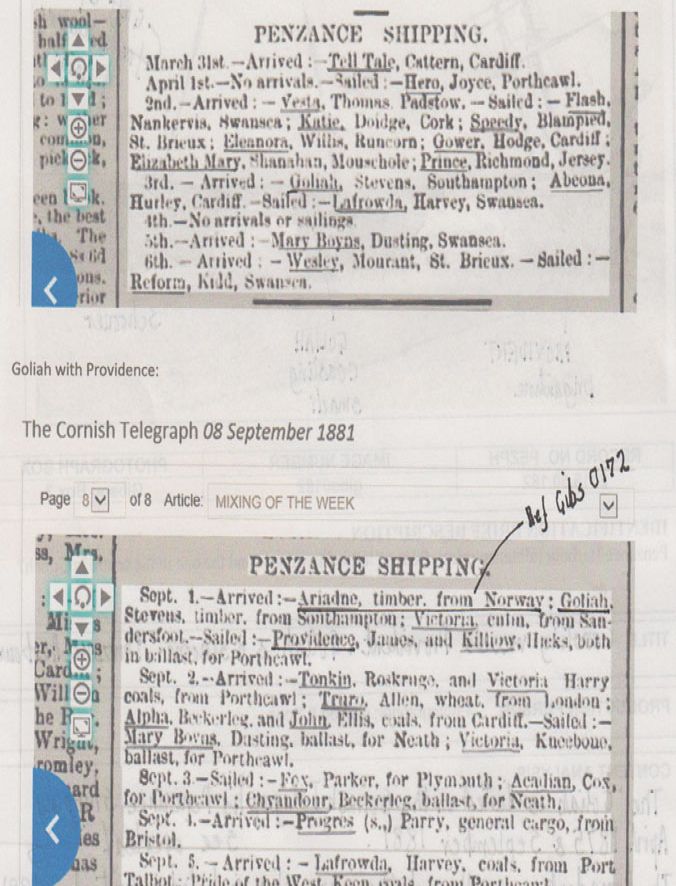 PENZANCE SHIPPING.
March 31st.—Arrived:—Tell Tale, Cattern, Cardiff.
April 1st.—No arrivals.—Sailed:—Hero, Joyce, Porthcawl.
2nd.—Arrived:—Vesta, Thomas, Padstow.—Sailed:—Flash,
Nankervis, Swansea; Katie, Doidge, Cork; Speedy, Blampied,
St. Brieux; Eleanora, Willis, Runcorn; Gower, Hodge, Cardiff;
Elizabeth Mary, Shanahan, Mousehole; Prince, Richmond, Jersey.
3rd.—Arrived:—Goliah, Stevens, Southampton; Abeona,
Hurley, Cardiff.—Sailed:—Lafrowda, Harvey, Swansea.
4th.—No arrivals or sailings.
5th.—Arrived:—Mary Boyns, Dusting, Swansea.
6th.—Arrived:—Wesley, Mourant, St. Brieux.—Sailed:—
Reform, Kidd, Swansea.
Goliah with Providence:
The Cornish Telegraph 08 September 1881
Page 8 of 8 Article: MIXING OF THE WEEK
Ref Gibs 0172
PENZANCE SHIPPING.
Sept. 1.—Arrived:—Ariadne, timber, from Norway; Goliah,
Stevens, timber, from Southampton; Victoria, culm, from San-
dersfoot.—Sailed:—Providence, James, and Killiow, Hicks, both
in ballast, for Porthcawl.
Sept. 2.—Arrived:—Tonkin, Roskruge, and Victoria Harry
coals, from Porthcawl; Truro, Allen, wheat, from London;
Alpha, Beckerleg, and John, Ellis, coals, from Cardiff.—Sailed:—
Mary Boyns, Dusting, ballast, for Neath; Victoria, Kneebone,
ballast, for Porthcawl.
Sept. 3.—Sailed:—Fox, Parker, for Plymouth; Acadian, Cox,
for Porthcawl; Chyandour, Beckerleg, ballast, for Neath.
Sept. 4.—Arrived:—Progres (s.,) Parry, general cargo, from
Bristol.
Sept. 5.—Arrived:—Lafrowda, Harvey, coals, from Port
Talbot; Pride of the West, Keen, coals, from Porthcawl